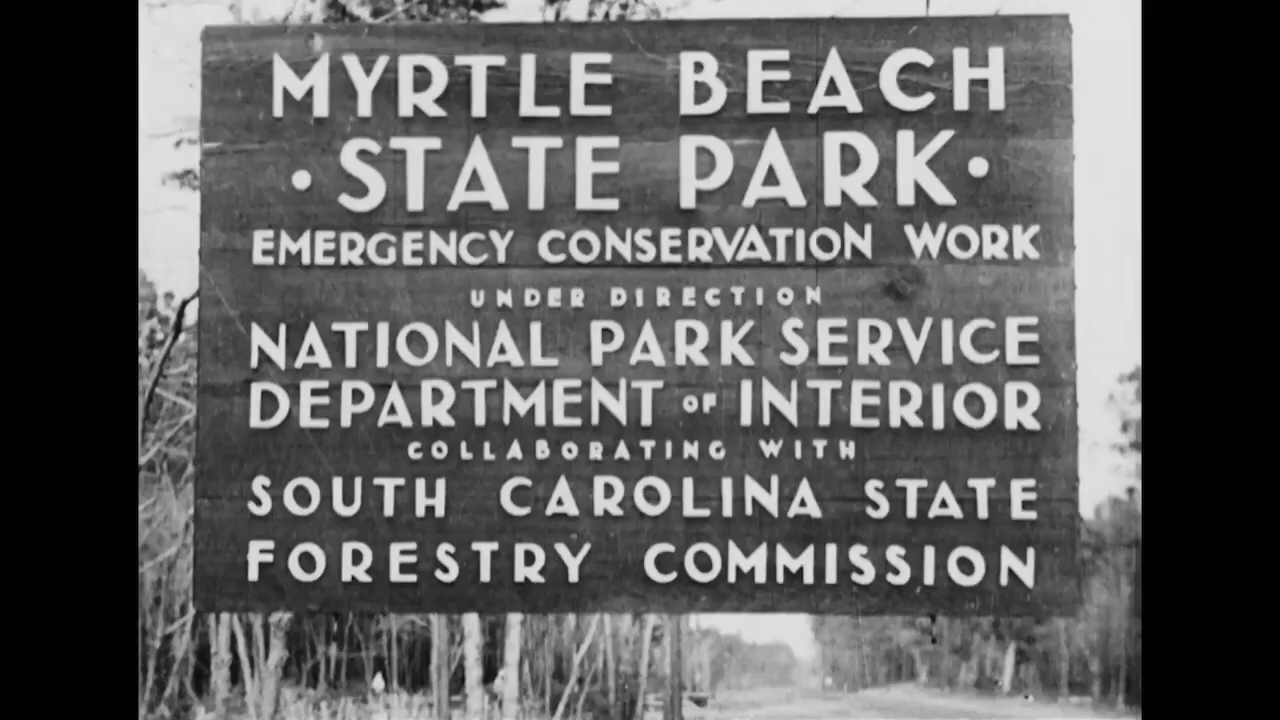 MYRTLE BEACH
· STATE PARK ·
EMERGENCY CONSERVATION WORK
UNDER DIRECTION
NATIONAL PARK SERVICE
DEPARTMENT OF INTERIOR
COLLABORATING WITH
SOUTH CAROLINA STATE
FORESTRY COMMISSION